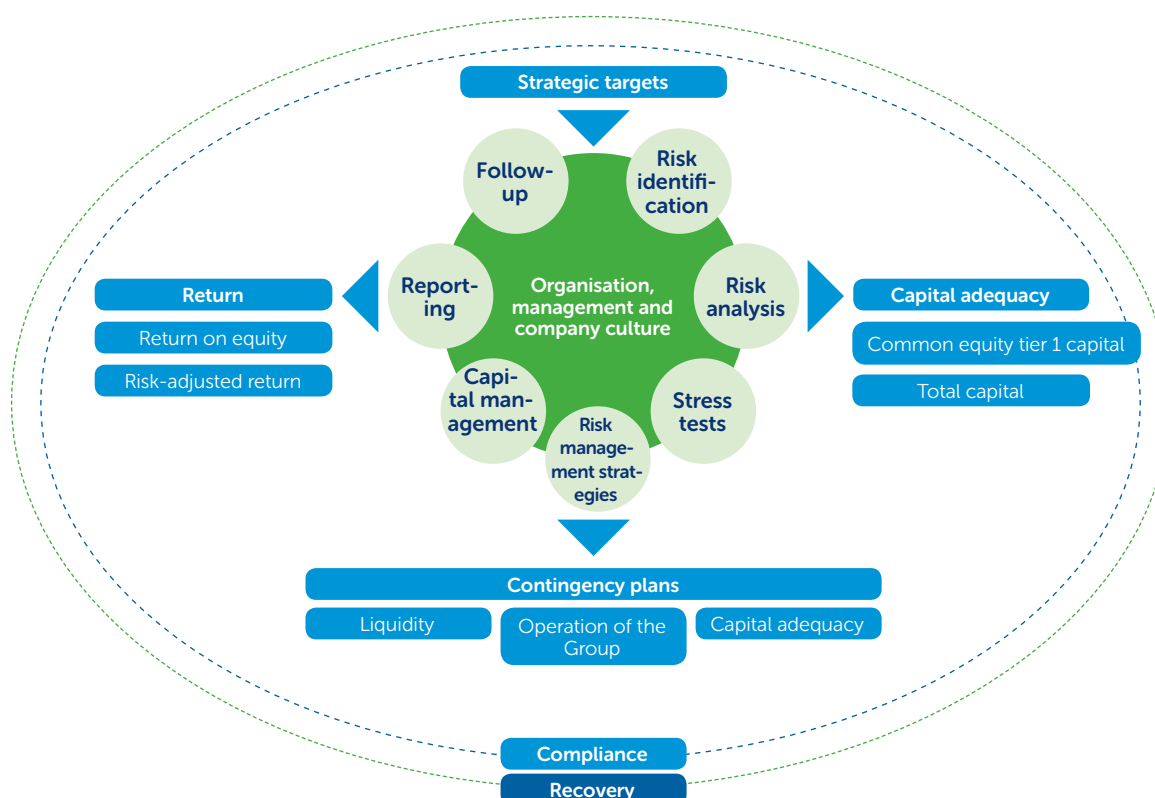 Strategic targets
Follow-
up
Risk
identifi-
cation
Report-
ing
Organisation,
management and
company culture
Risk
analysis
Return
Return on equity
Risk-adjusted return
Capital adequacy
Common equity tier 1 capital
Total capital
Capi-
tal man-
agement
Risk
manage-
ment strat-
egies
Stress
tests
Contingency plans
Liquidity
Operation of the
Group
Capital adequacy
Compliance
Recovery